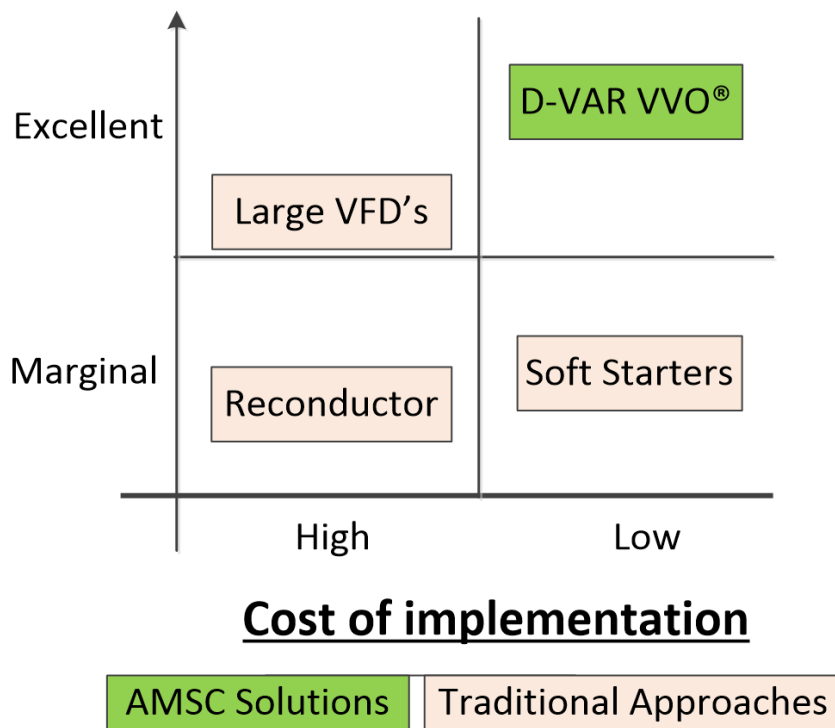 D-VAR VVO®
Excellent
Large VFD's
Marginal
Soft Starters
Reconductor
High
Low
Cost of implementation
AMSC Solutions
Traditional Approaches